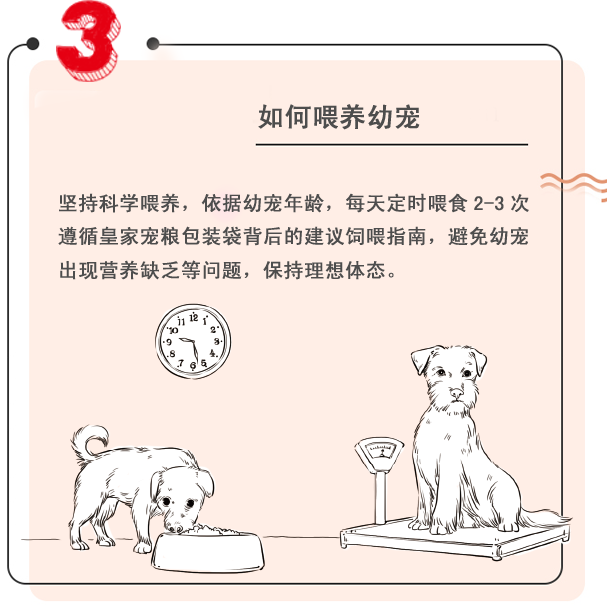 3
如何喂养幼宠
坚持科学喂养，依据幼宠年龄，每天定时喂食2-3次
遵循皇家宠粮包装袋背后的建议饲喂指南，避免幼宠
出现营养缺乏等问题，保持理想体态。
11 12 1
10 2
9 3
8 4
7 6 5